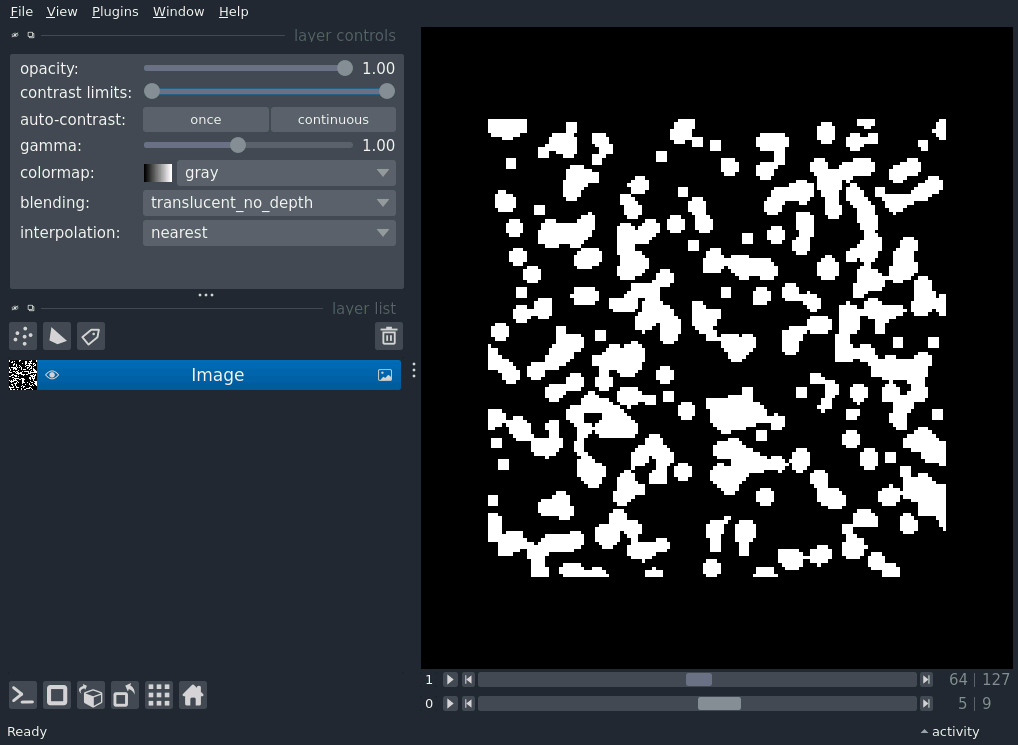 File View Plugins Window Help
layer controls
opacity: 1.00
contrast limits:
auto-contrast: once continuous
gamma: 1.00
colormap: gray
blending: translucent_no_depth
interpolation: nearest
layer list
Image
1 64 | 127
0 5 | 9
Ready activity